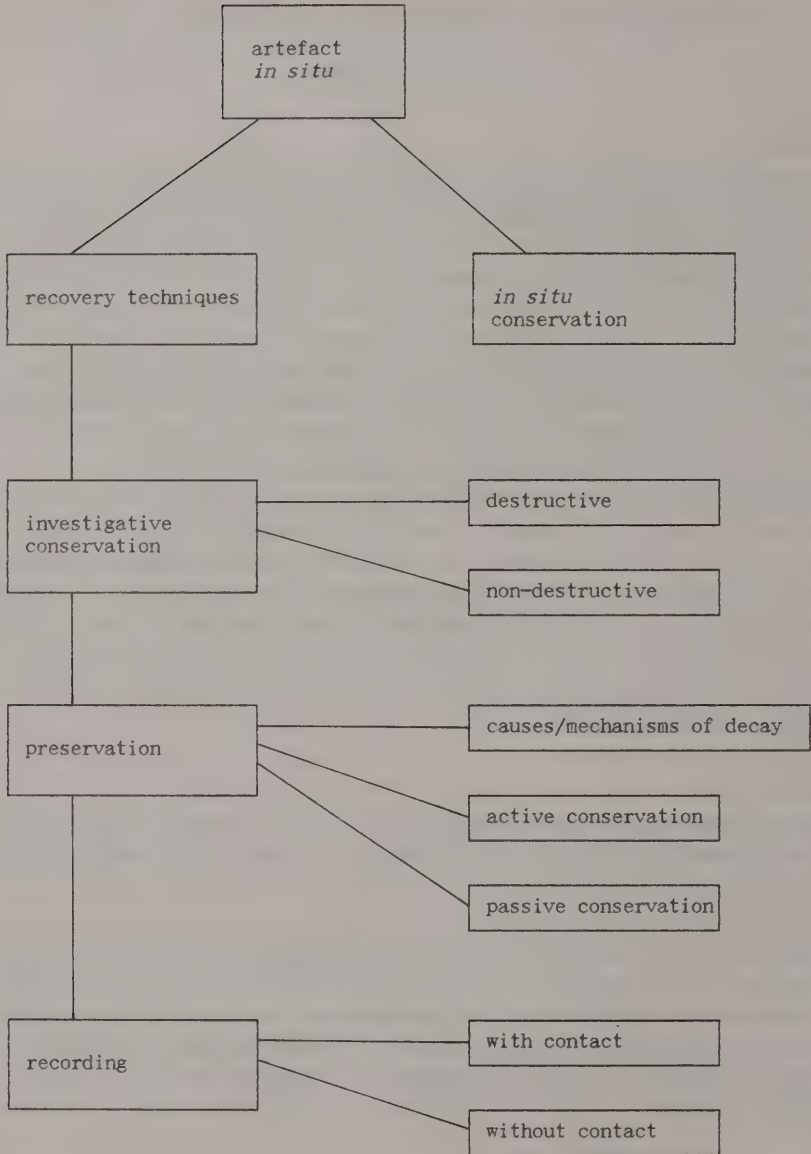 artefact
in situ
recovery techniques
in situ
conservation
investigative
conservation
destructive
non-destructive
preservation
causes/mechanisms of decay
active conservation
passive conservation
recording
with contact
without contact